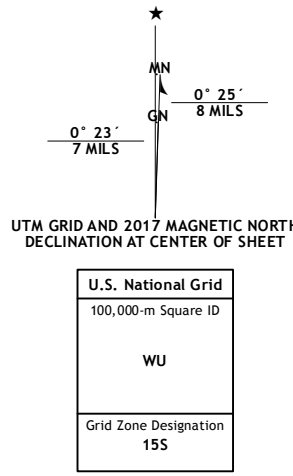 ★
MN
GN
0° 25´
8 MILS
0° 23´
7 MILS
UTM GRID AND 2017 MAGNETIC NORTH
DECLINATION AT CENTER OF SHEET
U.S. National Grid
100,000-m Square ID
WU
Grid Zone Designation
15S